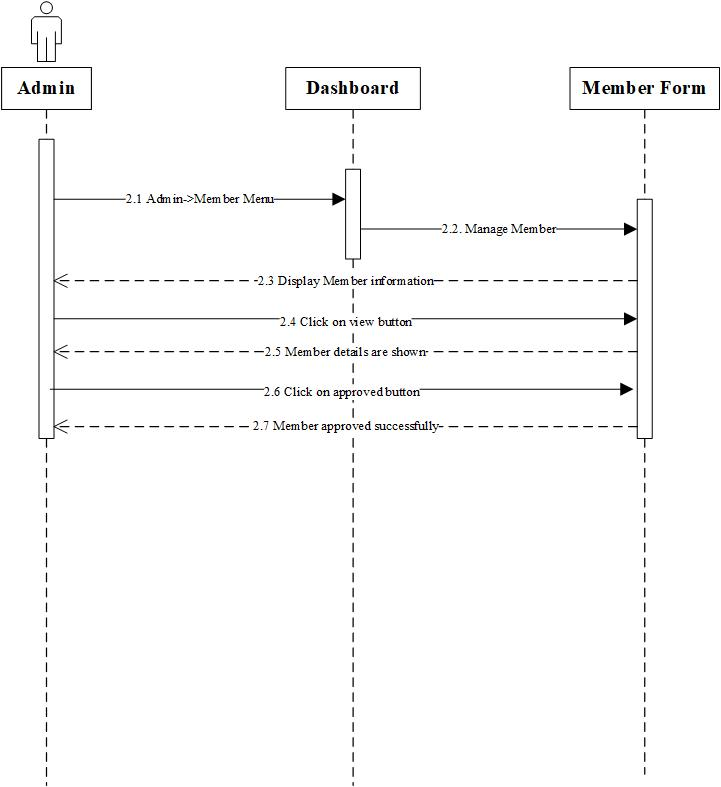 Admin
Dashboard
Member Form
2.1 Admin->Member Menu
2.2. Manage Member
2.3 Display Member information
2.4 Click on view button
2.5 Member details are shown
2.6 Click on approved button
2.7 Member approved successfully